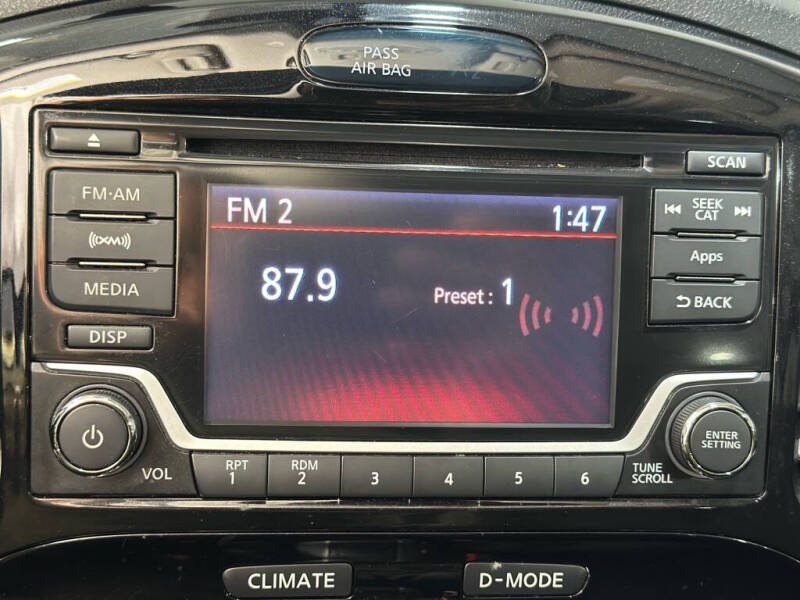 PASS
AIR BAG
SCAN
FM·AM
FM 2
1:47
SEEK
CAT
XM
87.9
Preset : 1
Apps
MEDIA
BACK
DISP
ENTER
SETTING
VOL
RPT
1
RDM
2
3
4
5
6
TUNE
SCROLL
CLIMATE
D-MODE